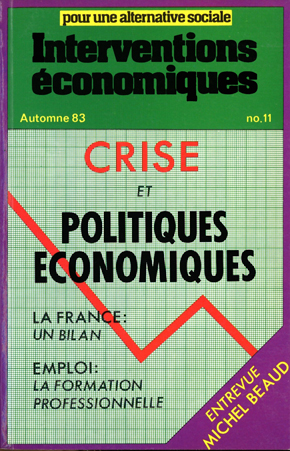 pour une alternative sociale
Interventions
économiques
Automne 83
no.11
CRISE
ET
POLITIQUES
ECONOMIQUES
LA FRANCE:
UN BILAN
EMPLOI:
LA FORMATION
PROFESSIONNELLE
ENTREVUE
MICHEL BEAUD